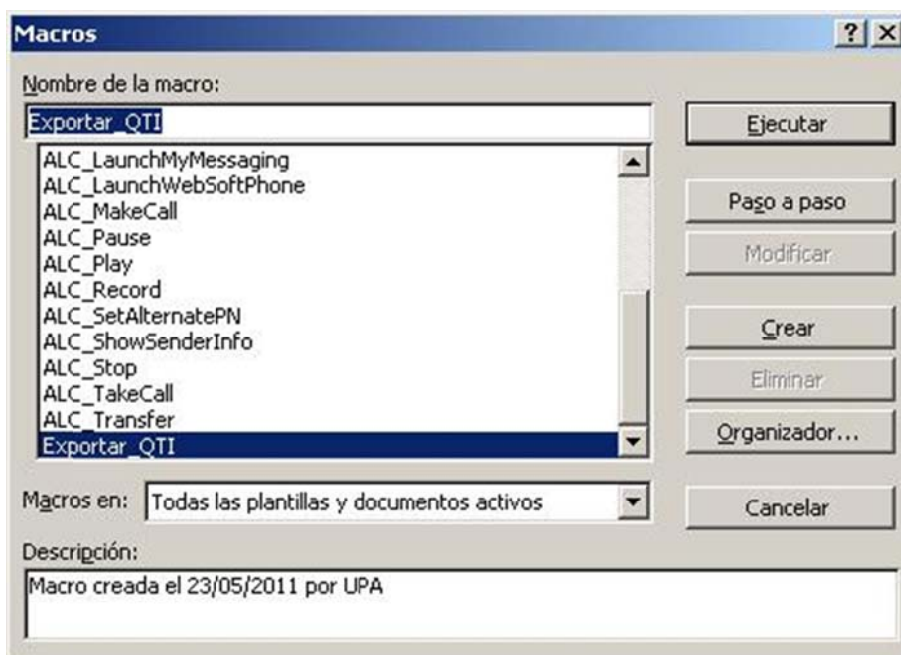 Macros
Nombre de la macro:
Exportar_QTI
ALC_LaunchMyMessaging
ALC_LaunchWebSoftPhone
ALC_MakeCall
ALC_Pause
ALC_Play
ALC_Record
ALC_SetAlternatePN
ALC_ShowSenderInfo
ALC_Stop
ALC_TakeCall
ALC_Transfer
Exportar_QTI
Ejecutar
Paso a paso
Modificar
Crear
Eliminar
Organizador...
Cancelar
Macros en: Todas las plantillas y documentos activos
Descripción:
Macro creada el 23/05/2011 por UPA